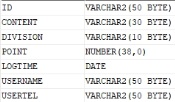 ID VARCHAR2(50 BYTE)
CONTENT VARCHAR2(30 BYTE)
DIVISION VARCHAR2(10 BYTE)
POINT NUMBER(38,0)
LOGTIME DATE
USERNAME VARCHAR2(50 BYTE)
USERTEL VARCHAR2(50 BYTE)